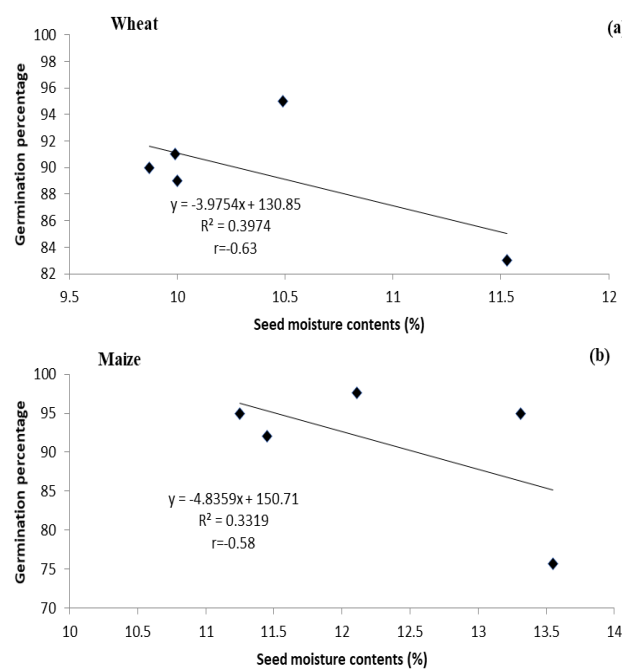 Wheat
(a)
100
98
96
94
92
90
88
86
84
82
Germination percentage
y = -3.9754x + 130.85
R² = 0.3974
r=-0.63
9.5 10 10.5 11 11.5 12
Seed moisture contents (%)
Maize
(b)
100
95
90
85
80
75
70
Germination percentage
y = -4.8359x + 150.71
R² = 0.3319
r=-0.58
10 10.5 11 11.5 12 12.5 13 13.5 14
Seed moisture contents (%)